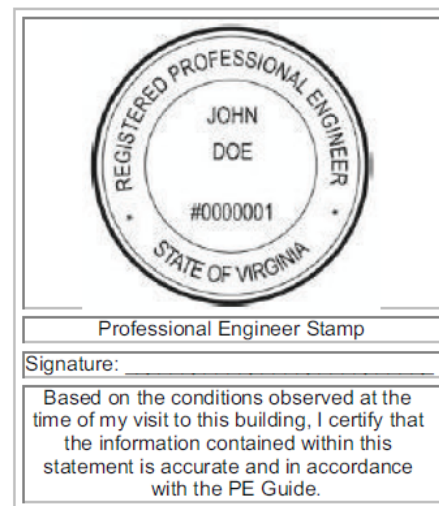 REGISTERED PROFESSIONAL ENGINEER
JOHN
DOE
#0000001
STATE OF VIRGINIA
Professional Engineer Stamp
Signature: ____________________________
Based on the conditions observed at the
time of my visit to this building, I certify that
the information contained within this
statement is accurate and in accordance
with the PE Guide.